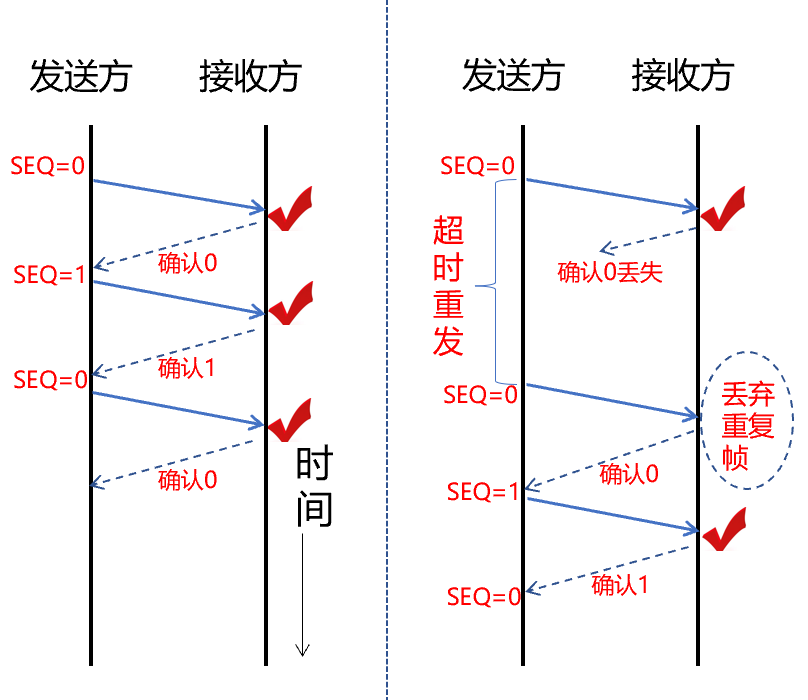 发送方
接收方
SEQ=0
确认0
SEQ=1
确认1
SEQ=0
确认0
时间
发送方
接收方
SEQ=0
确认0丢失
超时重发
SEQ=0
丢弃
重复
帧
确认0
SEQ=1
确认1
SEQ=0